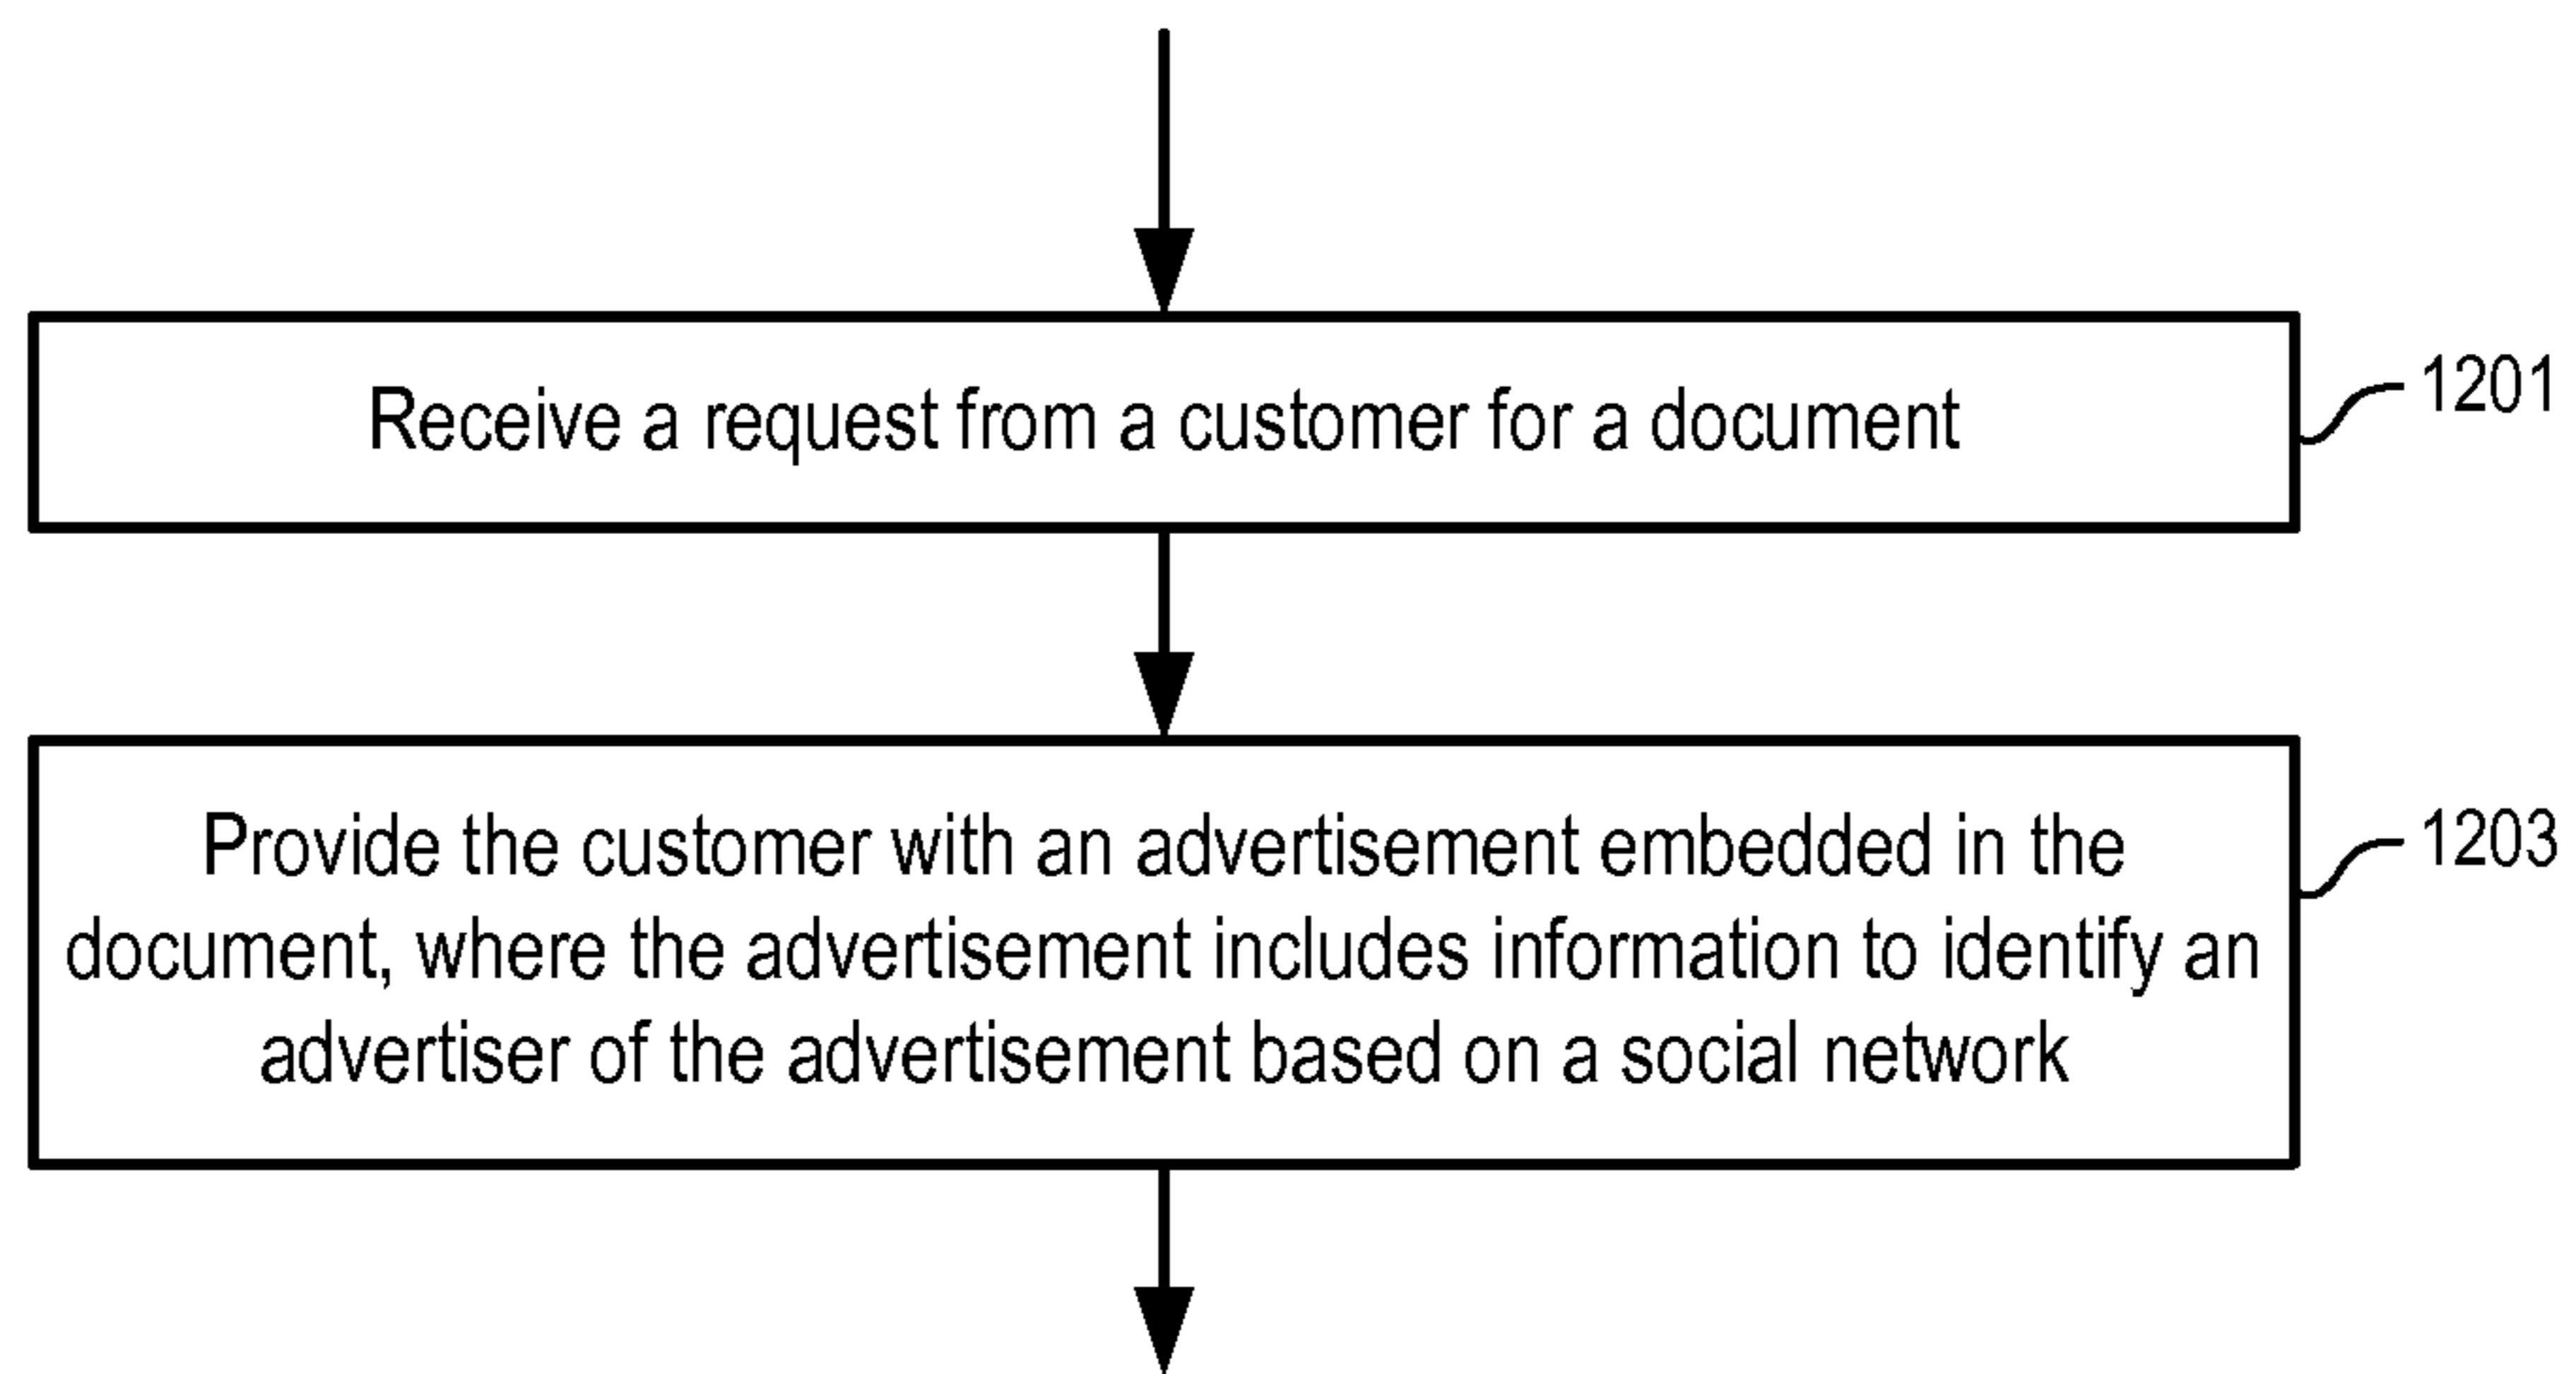 Receive a request from a customer for a document
1201
Provide the customer with an advertisement embedded in the
document, where the advertisement includes information to identify an
advertiser of the advertisement based on a social network
1203